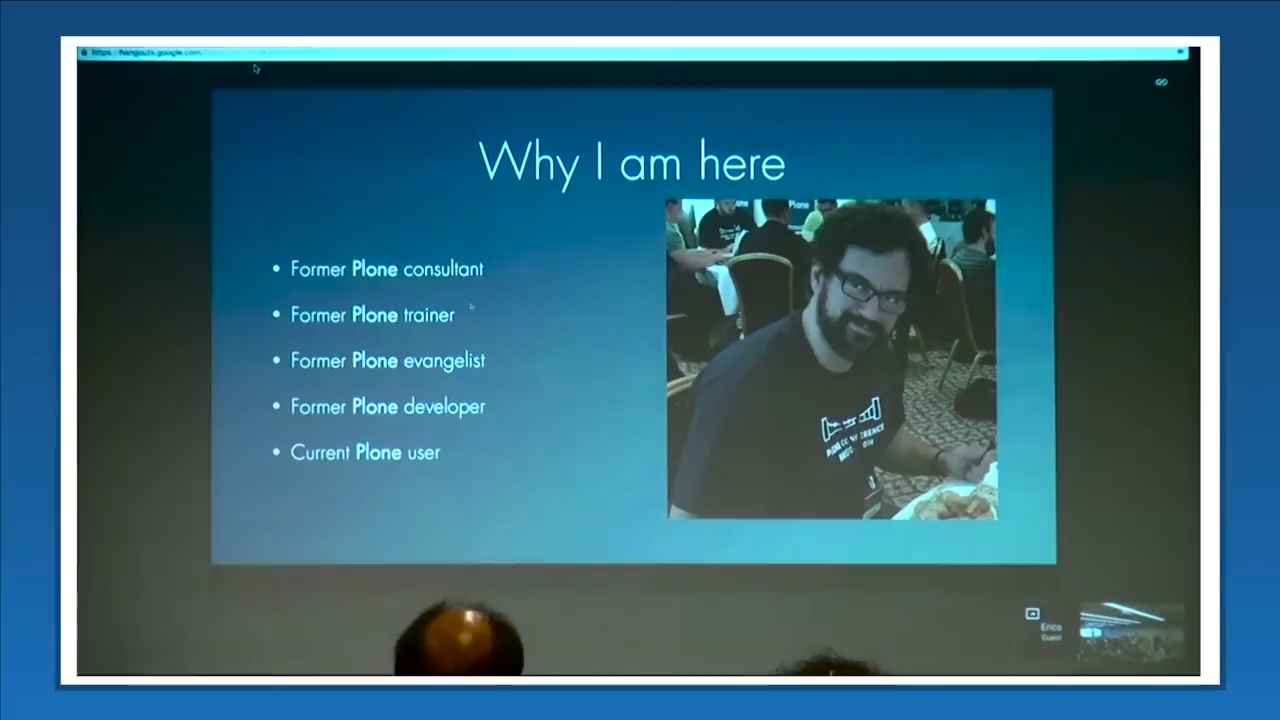 https hangouts.google.com
Why I am here
Former Plone consultant
Former Plone trainer
Former Plone evangelist
Former Plone developer
Current Plone user
Plone
Erico
Guest